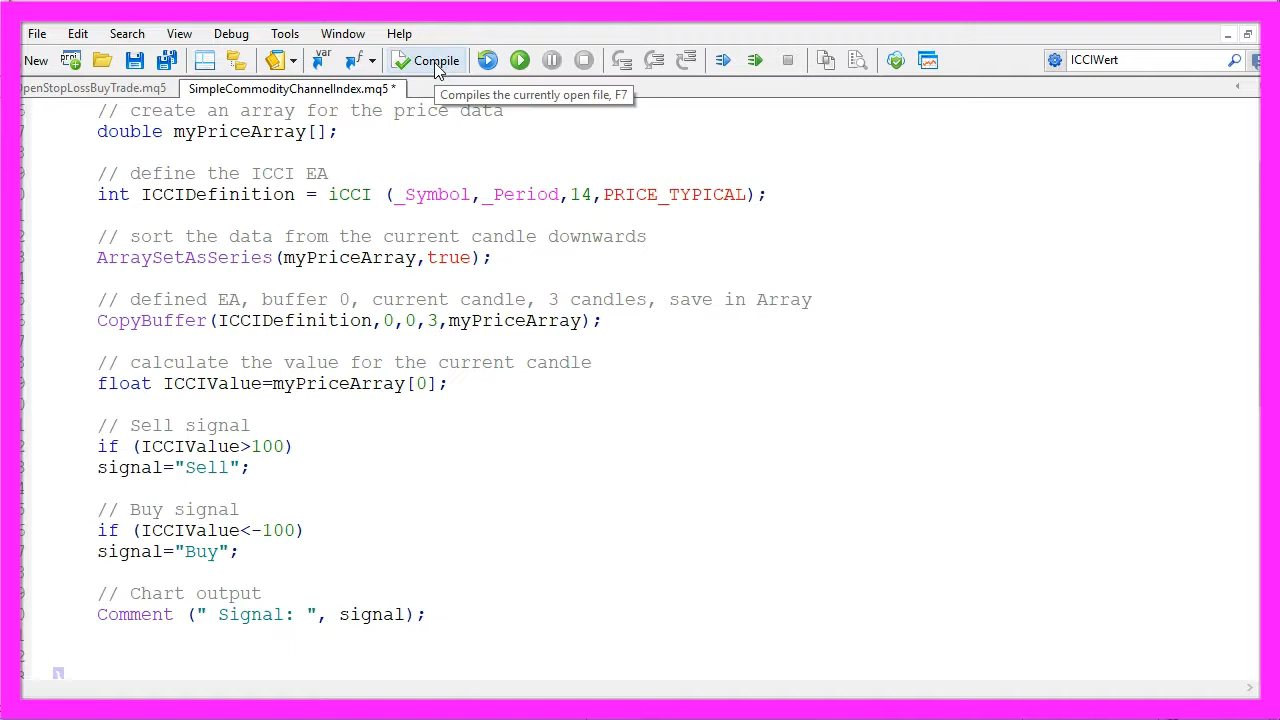 File Edit Search View Debug Tools Window Help
New Compile ICCIWert
OpenStopLossBuyTrade.mq5 SimpleCommodityChannelIndex.mq5 *
Compiles the currently open file, F7
// create an array for the price data
double myPriceArray[];
// define the ICCI EA
int ICCIDefinition = iCCI (_Symbol,_Period,14,PRICE_TYPICAL);
// sort the data from the current candle downwards
ArraySetAsSeries(myPriceArray,true);
// defined EA, buffer 0, current candle, 3 candles, save in Array
CopyBuffer(ICCIDefinition,0,0,3,myPriceArray);
// calculate the value for the current candle
float ICCIValue=myPriceArray[0];
// Sell signal
if (ICCIValue>100)
signal="Sell";
// Buy signal
if (ICCIValue<-100)
signal="Buy";
// Chart output
Comment (" Signal: ", signal);
}